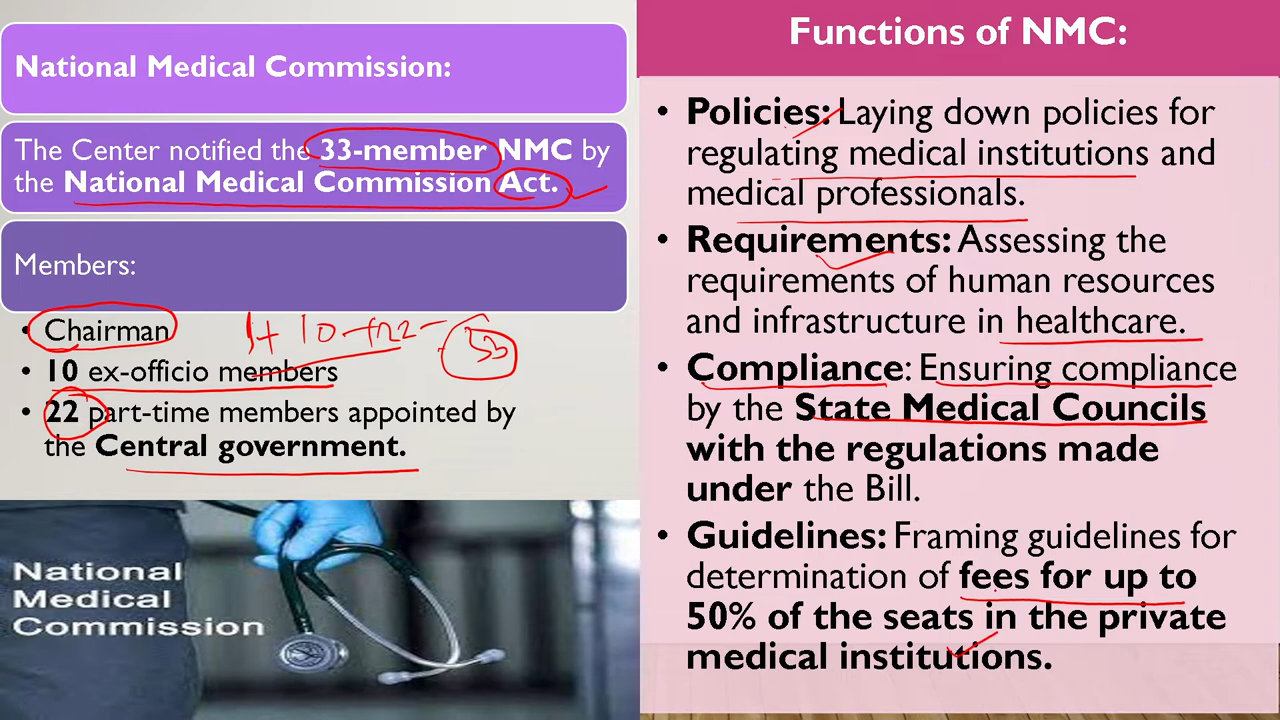 National Medical Commission:
The Center notified the 33-member NMC by
the National Medical Commission Act.
Members:
• Chairman
1+ 10+22= 33
• 10 ex-officio members
• 22 part-time members appointed by
the Central government.
National
Medical
Commission
Functions of NMC:
• Policies: Laying down policies for
regulating medical institutions and
medical professionals.
• Requirements: Assessing the
requirements of human resources
and infrastructure in healthcare.
• Compliance: Ensuring compliance
by the State Medical Councils
with the regulations made
under the Bill.
• Guidelines: Framing guidelines for
determination of fees for up to
50% of the seats in the private
medical institutions.